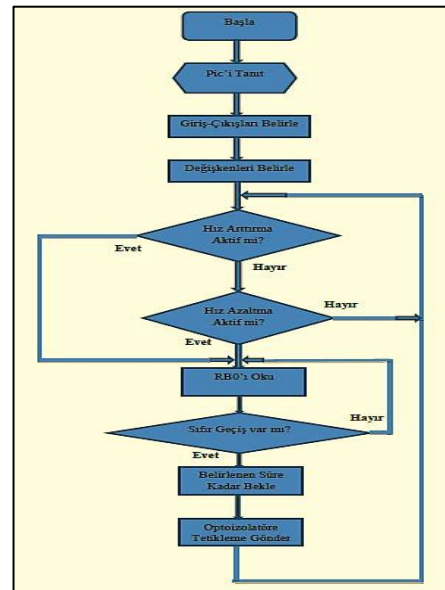 Başla
Pic'i Tanıt
Giriş-Çıkışları Belirle
Değişkenleri Belirle
Hız Arttırma
Aktif mi?
Evet
Hayır
Hız Azaltma
Aktif mi?
Hayır
Evet
RB0'ı Oku
Hayır
Sıfır Geçiş var mı?
Evet
Belirlenen Süre
Kadar Bekle
Optoizolatöre
Tetikleme Gönder